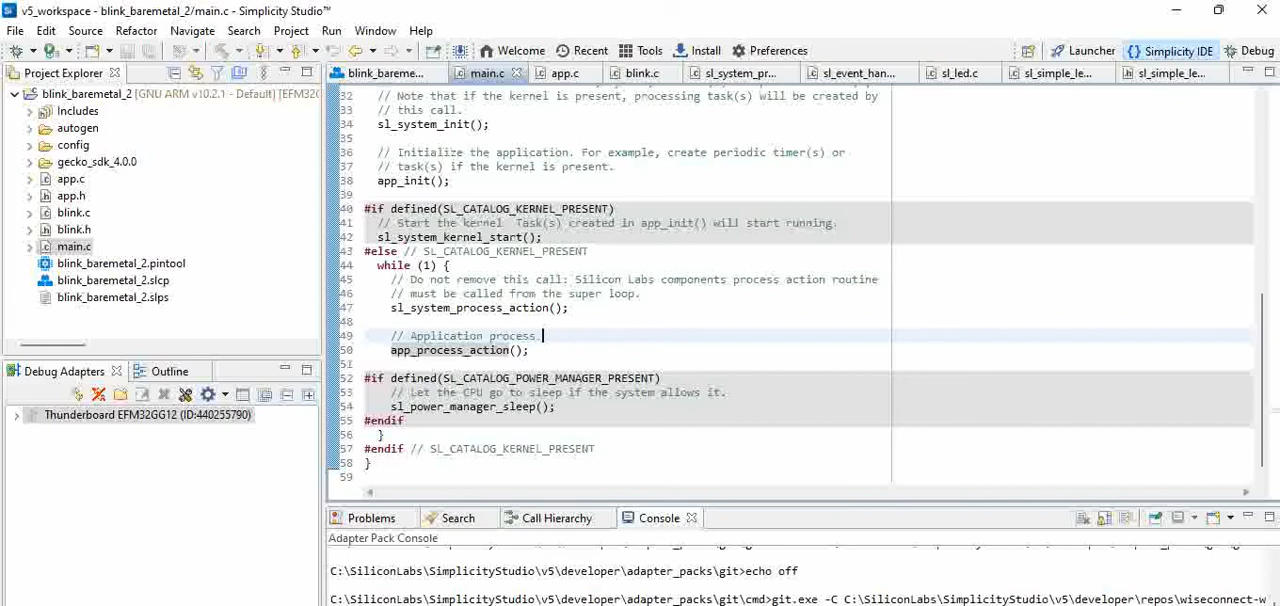 v5_workspace - blink_baremetal_2/main.c - Simplicity Studio™
File Edit Source Refactor Navigate Search Project Run Window Help
Welcome Recent Tools Install Preferences Launcher {} Simplicity IDE Debug
Project Explorer
blink_baremetal_2 [GNU ARM v10.2.1 - Default] [EFM32G
Includes
autogen
config
gecko_sdk_4.0.0
app.c
app.h
blink.c
blink.h
main.c
blink_baremetal_2.pintool
blink_baremetal_2.slcp
blink_baremetal_2.slps
Debug Adapters Outline
Thunderboard EFM32GG12 (ID:440255790)
blink_bareme... main.c app.c blink.c sl_system_pr... sl_event_han... sl_led.c sl_simple_le... sl_simple_le...
32 // Note that if the kernel is present, processing task(s) will be created by
33 // this call.
34 sl_system_init();
35
36 // Initialize the application. For example, create periodic timer(s) or
37 // task(s) if the kernel is present.
38 app_init();
39
40 #if defined(SL_CATALOG_KERNEL_PRESENT)
41 // Start the kernel Task(s) created in app_init() will start running.
42 sl_system_kernel_start();
43 #else // SL_CATALOG_KERNEL_PRESENT
44 while (1) {
45 // Do not remove this call: Silicon Labs components process action routine
46 // must be called from the super loop.
47 sl_system_process_action();
48
49 // Application process.
50 app_process_action();
51
52 #if defined(SL_CATALOG_POWER_MANAGER_PRESENT)
53 // Let the CPU go to sleep if the system allows it.
54 sl_power_manager_sleep();
55 #endif
56 }
57 #endif // SL_CATALOG_KERNEL_PRESENT
58 }
59
Problems Search Call Hierarchy Console
Adapter Pack Console
C:\SiliconLabs\SimplicityStudio\v5\developer\adapter_packs\git>echo off
C:\SiliconLabs\SimplicityStudio\v5\developer\adapter_packs\git\cmd>git.exe -C C:\SiliconLabs\SimplicityStudio\v5\developer\repos\wiseconnect-w